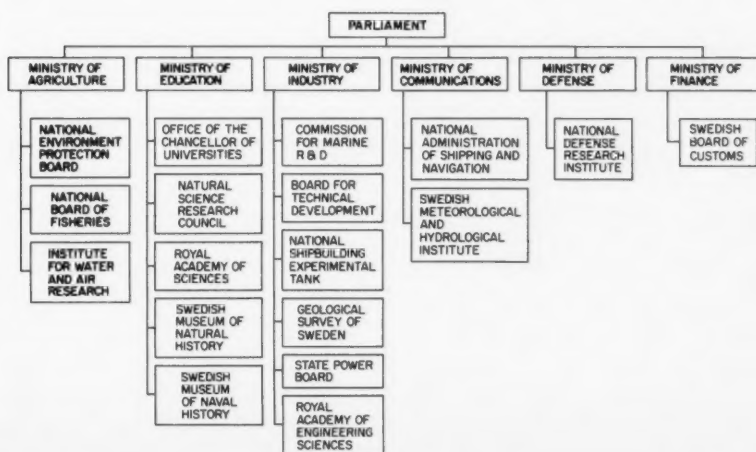 PARLIAMENT
MINISTRY OF
AGRICULTURE
MINISTRY OF
EDUCATION
MINISTRY OF
INDUSTRY
MINISTRY OF
COMMUNICATIONS
MINISTRY OF
DEFENSE
MINISTRY OF
FINANCE
NATIONAL
ENVIRONMENT
PROTECTION
BOARD
NATIONAL
BOARD OF
FISHERIES
INSTITUTE
FOR WATER
AND AIR
RESEARCH
OFFICE OF THE
CHANCELLOR OF
UNIVERSITIES
NATURAL
SCIENCE
RESEARCH
COUNCIL
ROYAL
ACADEMY OF
SCIENCES
SWEDISH
MUSEUM OF
NATURAL
HISTORY
SWEDISH
MUSEUM
OF NAVAL
HISTORY
COMMISSION
FOR MARINE
R & D
BOARD FOR
TECHNICAL
DEVELOPMENT
NATIONAL
SHIPBUILDING
EXPERIMENTAL
TANK
GEOLOGICAL
SURVEY OF
SWEDEN
STATE POWER
BOARD
ROYAL
ACADEMY OF
ENGINEERING
SCIENCES
NATIONAL
ADMINISTRATION
OF SHIPPING AND
NAVIGATION
SWEDISH
METEOROLOGICAL
AND
HYDROLOGICAL
INSTITUTE
NATIONAL
DEFENSE
RESEARCH
INSTITUTE
SWEDISH
BOARD OF
CUSTOMS